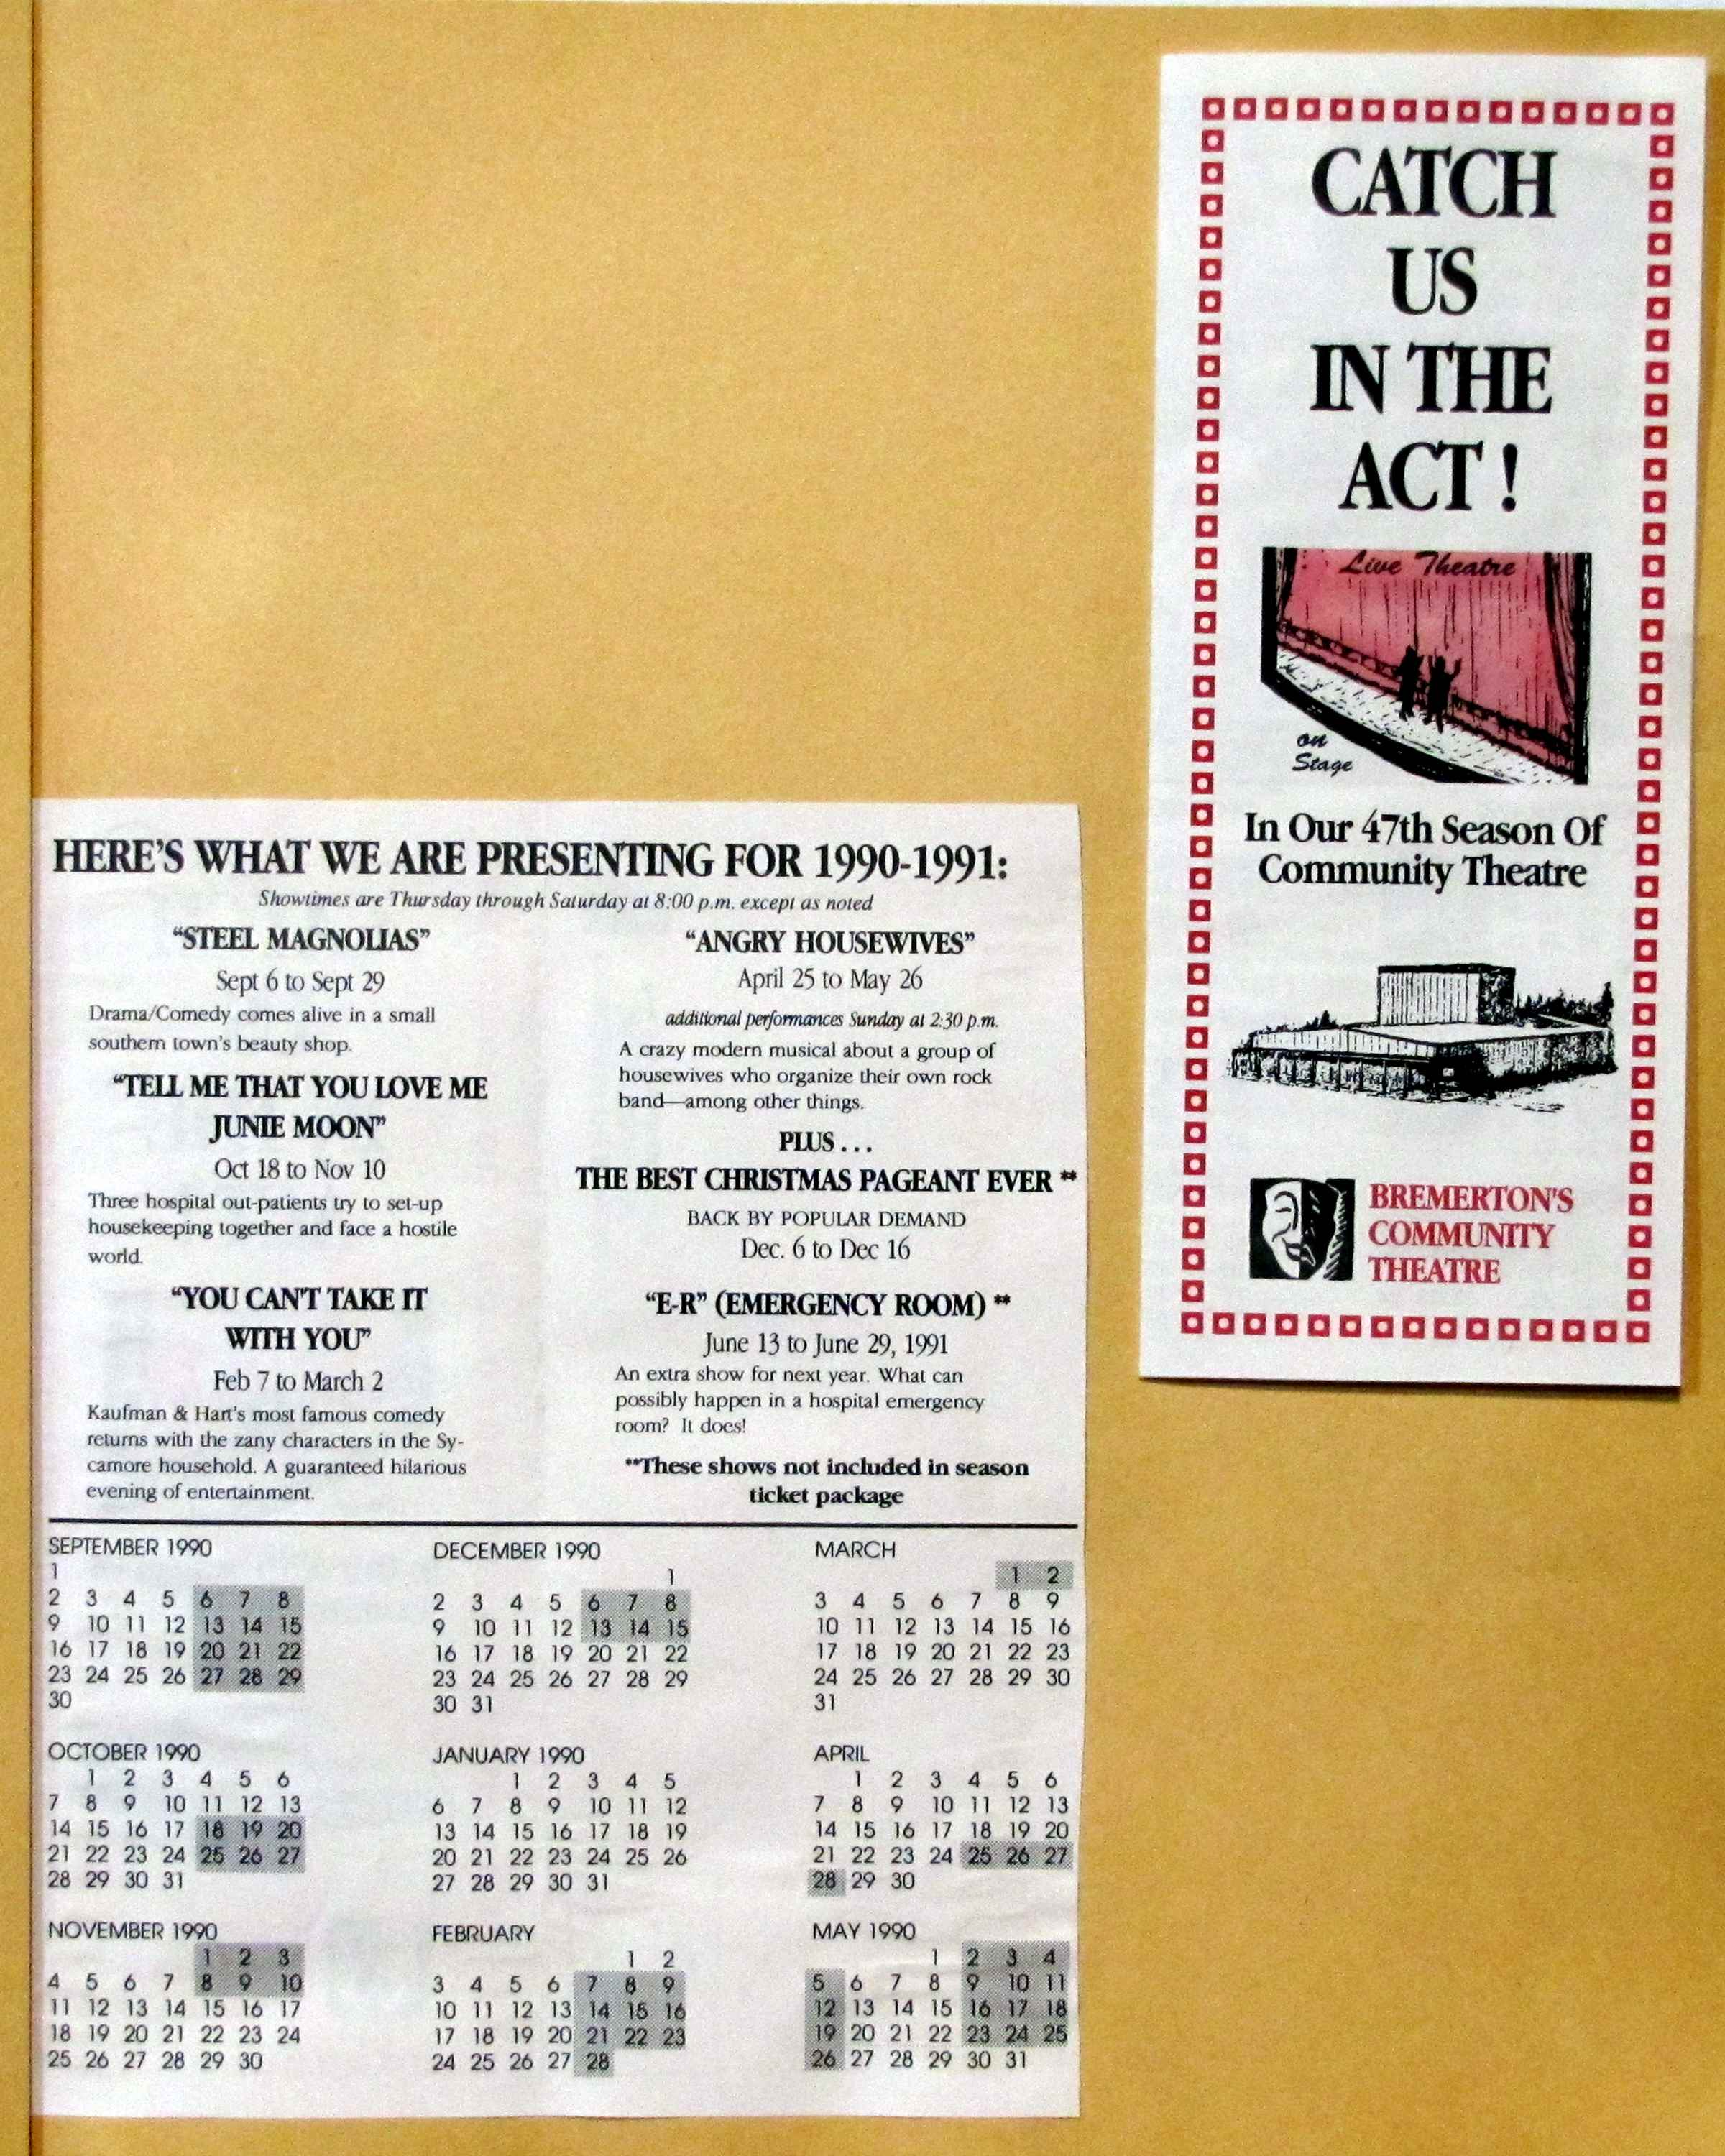 CATCH
US
IN THE
ACT !
Live Theatre
on
Stage
In Our 47th Season Of
Community Theatre
BREMERTON'S
COMMUNITY
THEATRE
HERE'S WHAT WE ARE PRESENTING FOR 1990-1991:
Showtimes are Thursday through Saturday at 8:00 p.m. except as noted
“STEEL MAGNOLIAS”
Sept 6 to Sept 29
Drama/Comedy comes alive in a small
southern town's beauty shop.
“TELL ME THAT YOU LOVE ME
JUNIE MOON”
Oct 18 to Nov 10
Three hospital out-patients try to set-up
housekeeping together and face a hostile
world.
“YOU CAN'T TAKE IT
WITH YOU”
Feb 7 to March 2
Kaufman & Hart's most famous comedy
returns with the zany characters in the Sy-
camore household. A guaranteed hilarious
evening of entertainment.
“ANGRY HOUSEWIVES”
April 25 to May 26
additional performances Sunday at 2:30 p.m.
A crazy modern musical about a group of
housewives who organize their own rock
band—among other things.
PLUS . . .
THE BEST CHRISTMAS PAGEANT EVER **
BACK BY POPULAR DEMAND
Dec. 6 to Dec 16
“E-R” (EMERGENCY ROOM) **
June 13 to June 29, 1991
An extra show for next year. What can
possibly happen in a hospital emergency
room? It does!
**These shows not included in season
ticket package
SEPTEMBER 1990
1
2 3 4 5 6 7 8
9 10 11 12 13 14 15
16 17 18 19 20 21 22
23 24 25 26 27 28 29
30
OCTOBER 1990
1 2 3 4 5 6
7 8 9 10 11 12 13
14 15 16 17 18 19 20
21 22 23 24 25 26 27
28 29 30 31
NOVEMBER 1990
1 2 3
4 5 6 7 8 9 10
11 12 13 14 15 16 17
18 19 20 21 22 23 24
25 26 27 28 29 30
DECEMBER 1990
1
2 3 4 5 6 7 8
9 10 11 12 13 14 15
16 17 18 19 20 21 22
23 24 25 26 27 28 29
30 31
JANUARY 1990
1 2 3 4 5
6 7 8 9 10 11 12
13 14 15 16 17 18 19
20 21 22 23 24 25 26
27 28 29 30 31
FEBRUARY
1 2
3 4 5 6 7 8 9
10 11 12 13 14 15 16
17 18 19 20 21 22 23
24 25 26 27 28
MARCH
1 2
3 4 5 6 7 8 9
10 11 12 13 14 15 16
17 18 19 20 21 22 23
24 25 26 27 28 29 30
31
APRIL
1 2 3 4 5 6
7 8 9 10 11 12 13
14 15 16 17 18 19 20
21 22 23 24 25 26 27
28 29 30
MAY 1990
1 2 3 4
5 6 7 8 9 10 11
12 13 14 15 16 17 18
19 20 21 22 23 24 25
26 27 28 29 30 31